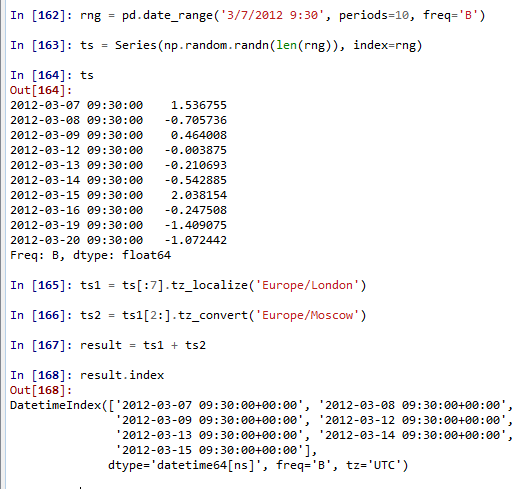 In [162]: rng = pd.date_range('3/7/2012 9:30', periods=10, freq='B')
In [163]: ts = Series(np.random.randn(len(rng)), index=rng)
In [164]: ts
Out[164]:
2012-03-07 09:30:00    1.536755
2012-03-08 09:30:00   -0.705736
2012-03-09 09:30:00    0.464008
2012-03-12 09:30:00   -0.003875
2012-03-13 09:30:00   -0.210693
2012-03-14 09:30:00   -0.542885
2012-03-15 09:30:00    2.038154
2012-03-16 09:30:00   -0.247508
2012-03-19 09:30:00   -1.409075
2012-03-20 09:30:00   -1.072442
Freq: B, dtype: float64
In [165]: ts1 = ts[:7].tz_localize('Europe/London')
In [166]: ts2 = ts1[2:].tz_convert('Europe/Moscow')
In [167]: result = ts1 + ts2
In [168]: result.index
Out[168]:
DatetimeIndex(['2012-03-07 09:30:00+00:00', '2012-03-08 09:30:00+00:00',
               '2012-03-09 09:30:00+00:00', '2012-03-12 09:30:00+00:00',
               '2012-03-13 09:30:00+00:00', '2012-03-14 09:30:00+00:00',
               '2012-03-15 09:30:00+00:00'],
              dtype='datetime64[ns]', freq='B', tz='UTC')